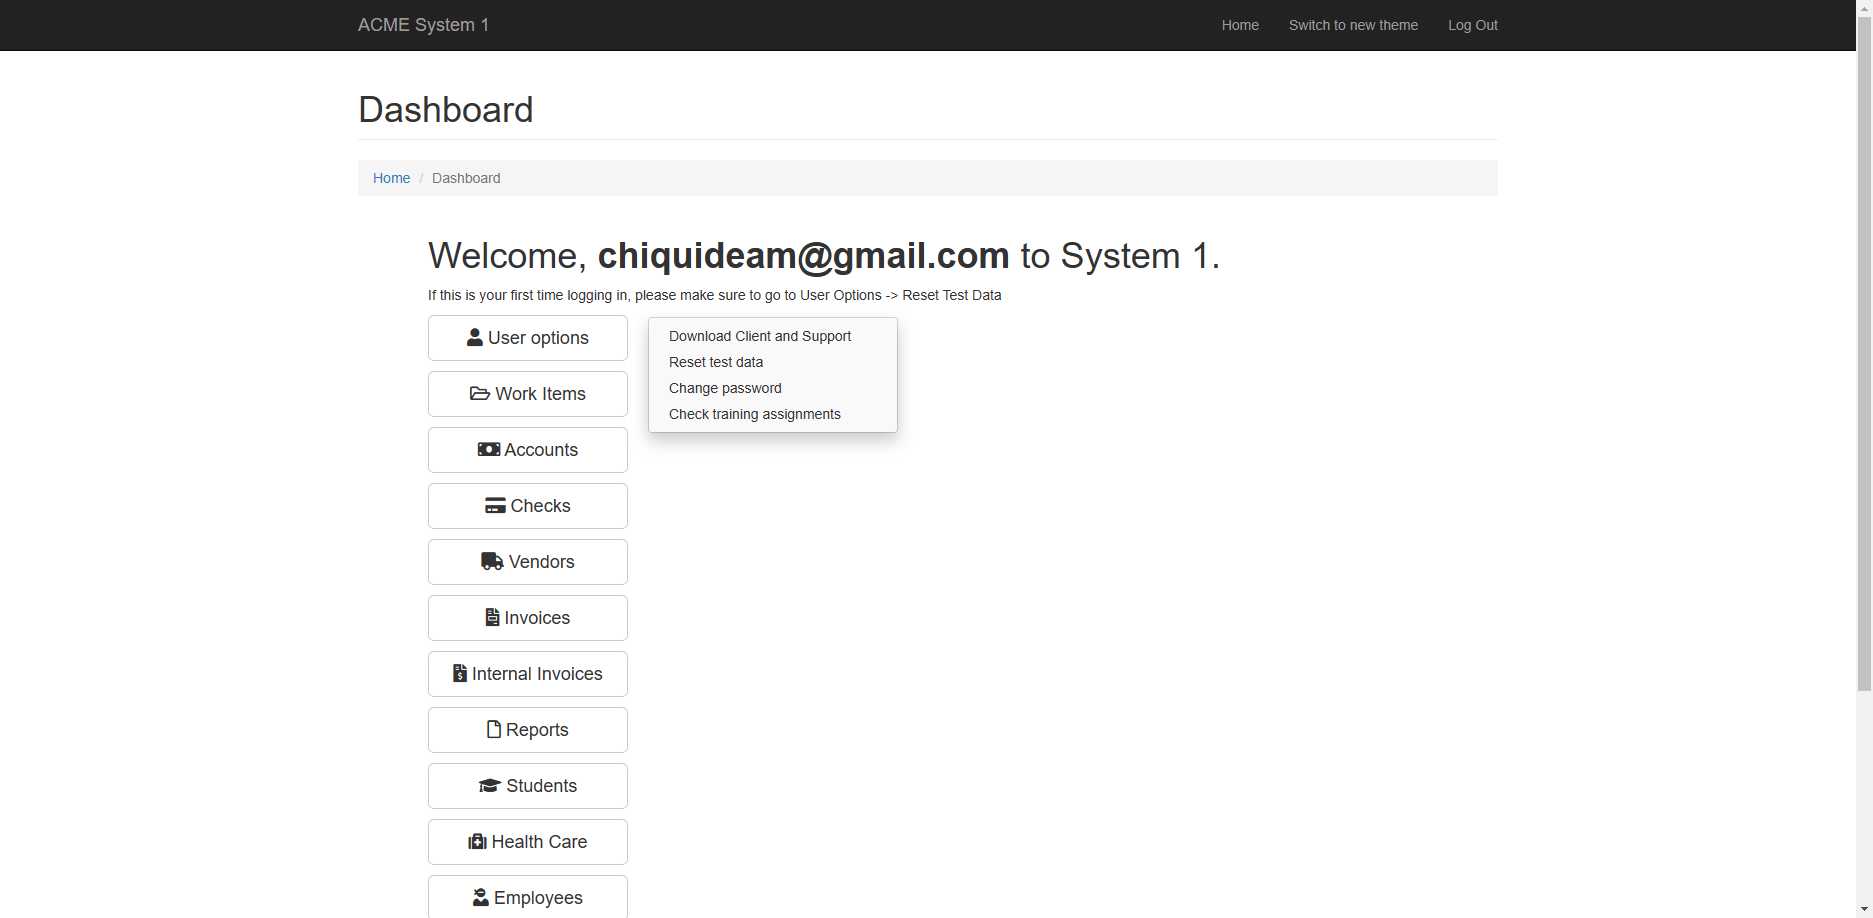 ACME System 1
Home
Switch to new theme
Log Out
Dashboard
Home / Dashboard
Welcome, chiquideam@gmail.com to System 1.
If this is your first time logging in, please make sure to go to User Options -> Reset Test Data
User options
Download Client and Support
Reset test data
Change password
Check training assignments
Work Items
Accounts
Checks
Vendors
Invoices
Internal Invoices
Reports
Students
Health Care
Employees